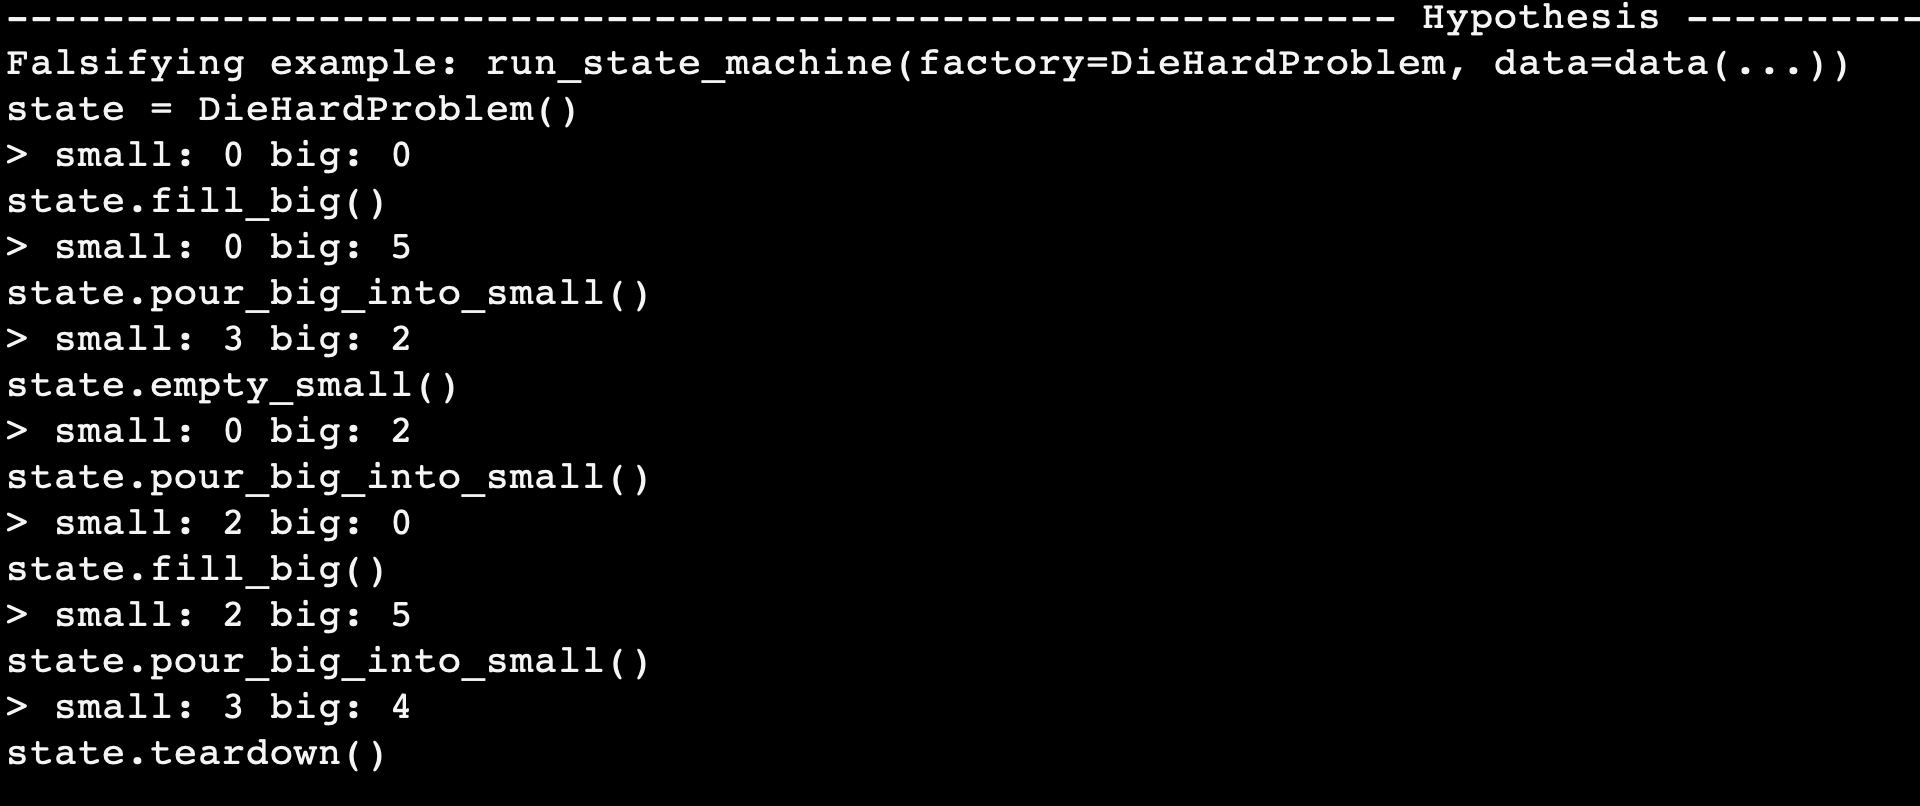 ---------------------------------------------------------- Hypothesis ----------
Falsifying example: run_state_machine(factory=DieHardProblem, data=data(...))
state = DieHardProblem()
> small: 0 big: 0
state.fill_big()
> small: 0 big: 5
state.pour_big_into_small()
> small: 3 big: 2
state.empty_small()
> small: 0 big: 2
state.pour_big_into_small()
> small: 2 big: 0
state.fill_big()
> small: 2 big: 5
state.pour_big_into_small()
> small: 3 big: 4
state.teardown()